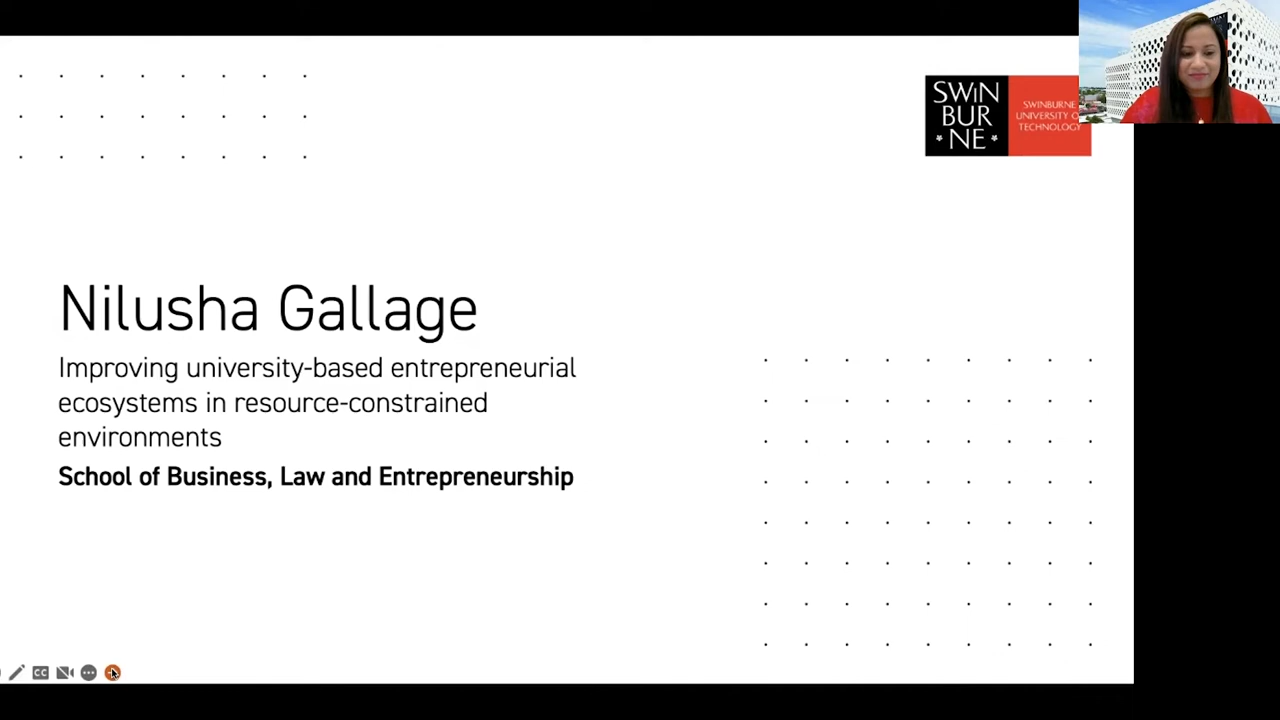 SWiN
BUR
NE
SWINBURNE
UNIVERSITY O
TECHNOLOGY
Nilusha Gallage
Improving university-based entrepreneurial
ecosystems in resource-constrained
environments
School of Business, Law and Entrepreneurship
CC